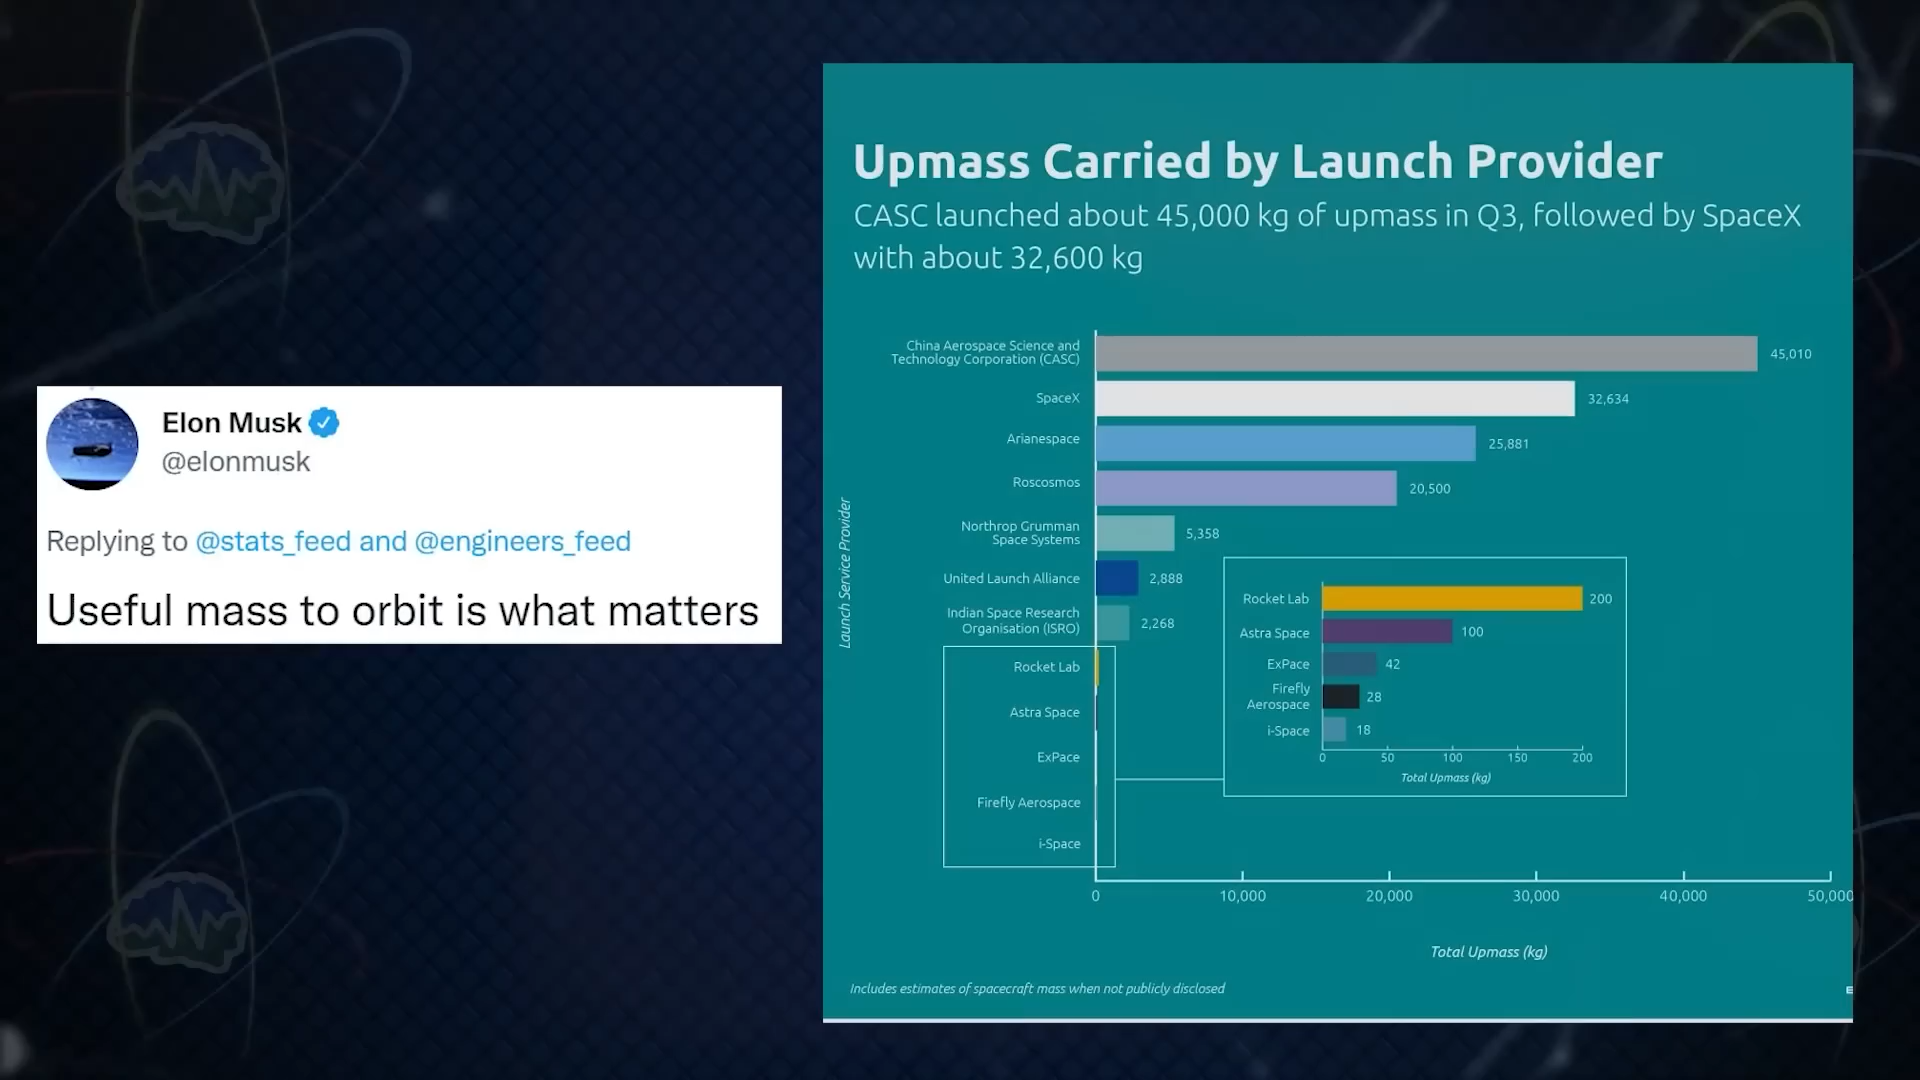 Elon Musk
@elonmusk
Replying to @stats_feed and @engineers_feed
Useful mass to orbit is what matters
Upmass Carried by Launch Provider
CASC launched about 45,000 kg of upmass in Q3, followed by SpaceX
with about 32,600 kg
Launch Service Provider
China Aerospace Science and
Technology Corporation (CASC)
45,010
SpaceX
32,634
Arianespace
25,881
Roscosmos
20,500
Northrop Grumman
Space Systems
5,358
United Launch Alliance
2,888
Indian Space Research
Organisation (ISRO)
2,268
Rocket Lab
Astra Space
ExPace
Firefly Aerospace
i-Space
Rocket Lab
200
Astra Space
100
ExPace
42
Firefly
Aerospace
28
i-Space
18
0 50 100 150 200
Total Upmass (kg)
0 10,000 20,000 30,000 40,000 50,000
Total Upmass (kg)
Includes estimates of spacecraft mass when not publicly disclosed